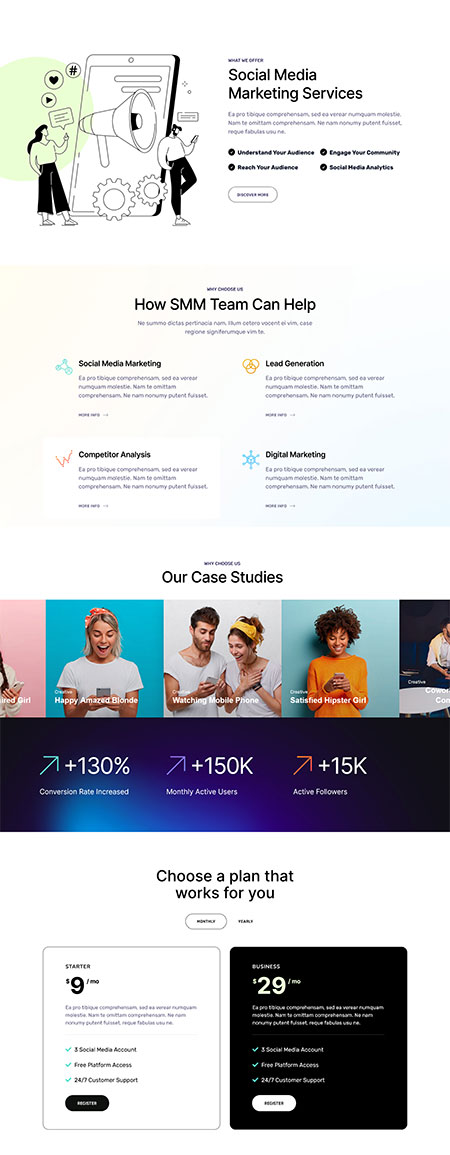 #
WHAT WE OFFER
Social Media
Marketing Services
Ea pro tibique comprehensam, sed ea verear numquam molestie.
Nam te omittam comprehensam. Ne nam nonumy putent fuisset,
reque fabulas usu ne.
Understand Your Audience
Engage Your Community
Reach Your Audience
Social Media Analytics
DISCOVER MORE
WHY CHOOSE US
How SMM Team Can Help
Ne summo dictas pertinacia nam. Illum cetero vocent ei vim, case
regione signiferumque vim te.
Social Media Marketing
Ea pro tibique comprehensam, sed ea verear
numquam molestie. Nam te omittam
comprehensam. Ne nam nonumy putent fuisset.
MORE INFO
Lead Generation
Ea pro tibique comprehensam, sed ea verear
numquam molestie. Nam te omittam
comprehensam. Ne nam nonumy putent fuisset.
MORE INFO
Competitor Analysis
Ea pro tibique comprehensam, sed ea verear
numquam molestie. Nam te omittam
comprehensam. Ne nam nonumy putent fuisset.
MORE INFO
Digital Marketing
Ea pro tibique comprehensam, sed ea verear
numquam molestie. Nam te omittam
comprehensam. Ne nam nonumy putent fuisset.
MORE INFO
WHY CHOOSE US
Our Case Studies
Girl
Creative
Happy Amazed Blonde
Creative
Watching Mobile Phone
Creative
Satisfied Hipster Girl
Creative
+130%
Conversion Rate Increased
+150K
Monthly Active Users
+15K
Active Followers
Choose a plan that
works for you
MONTHLY
YEARLY
STARTER
$9 / mo
Ea pro tibique comprehensam, sed ea verear numquam
molestie. Nam te omittam comprehensam. Ne nam
nonumy putent fuisset, reque fabulas usu ne.
3 Social Media Account
Free Platform Access
24/7 Customer Support
REGISTER
BUSINESS
$29 / mo
Ea pro tibique comprehensam, sed ea verear numquam
molestie. Nam te omittam comprehensam. Ne nam
nonumy putent fuisset, reque fabulas usu ne.
3 Social Media Account
Free Platform Access
24/7 Customer Support
REGISTER